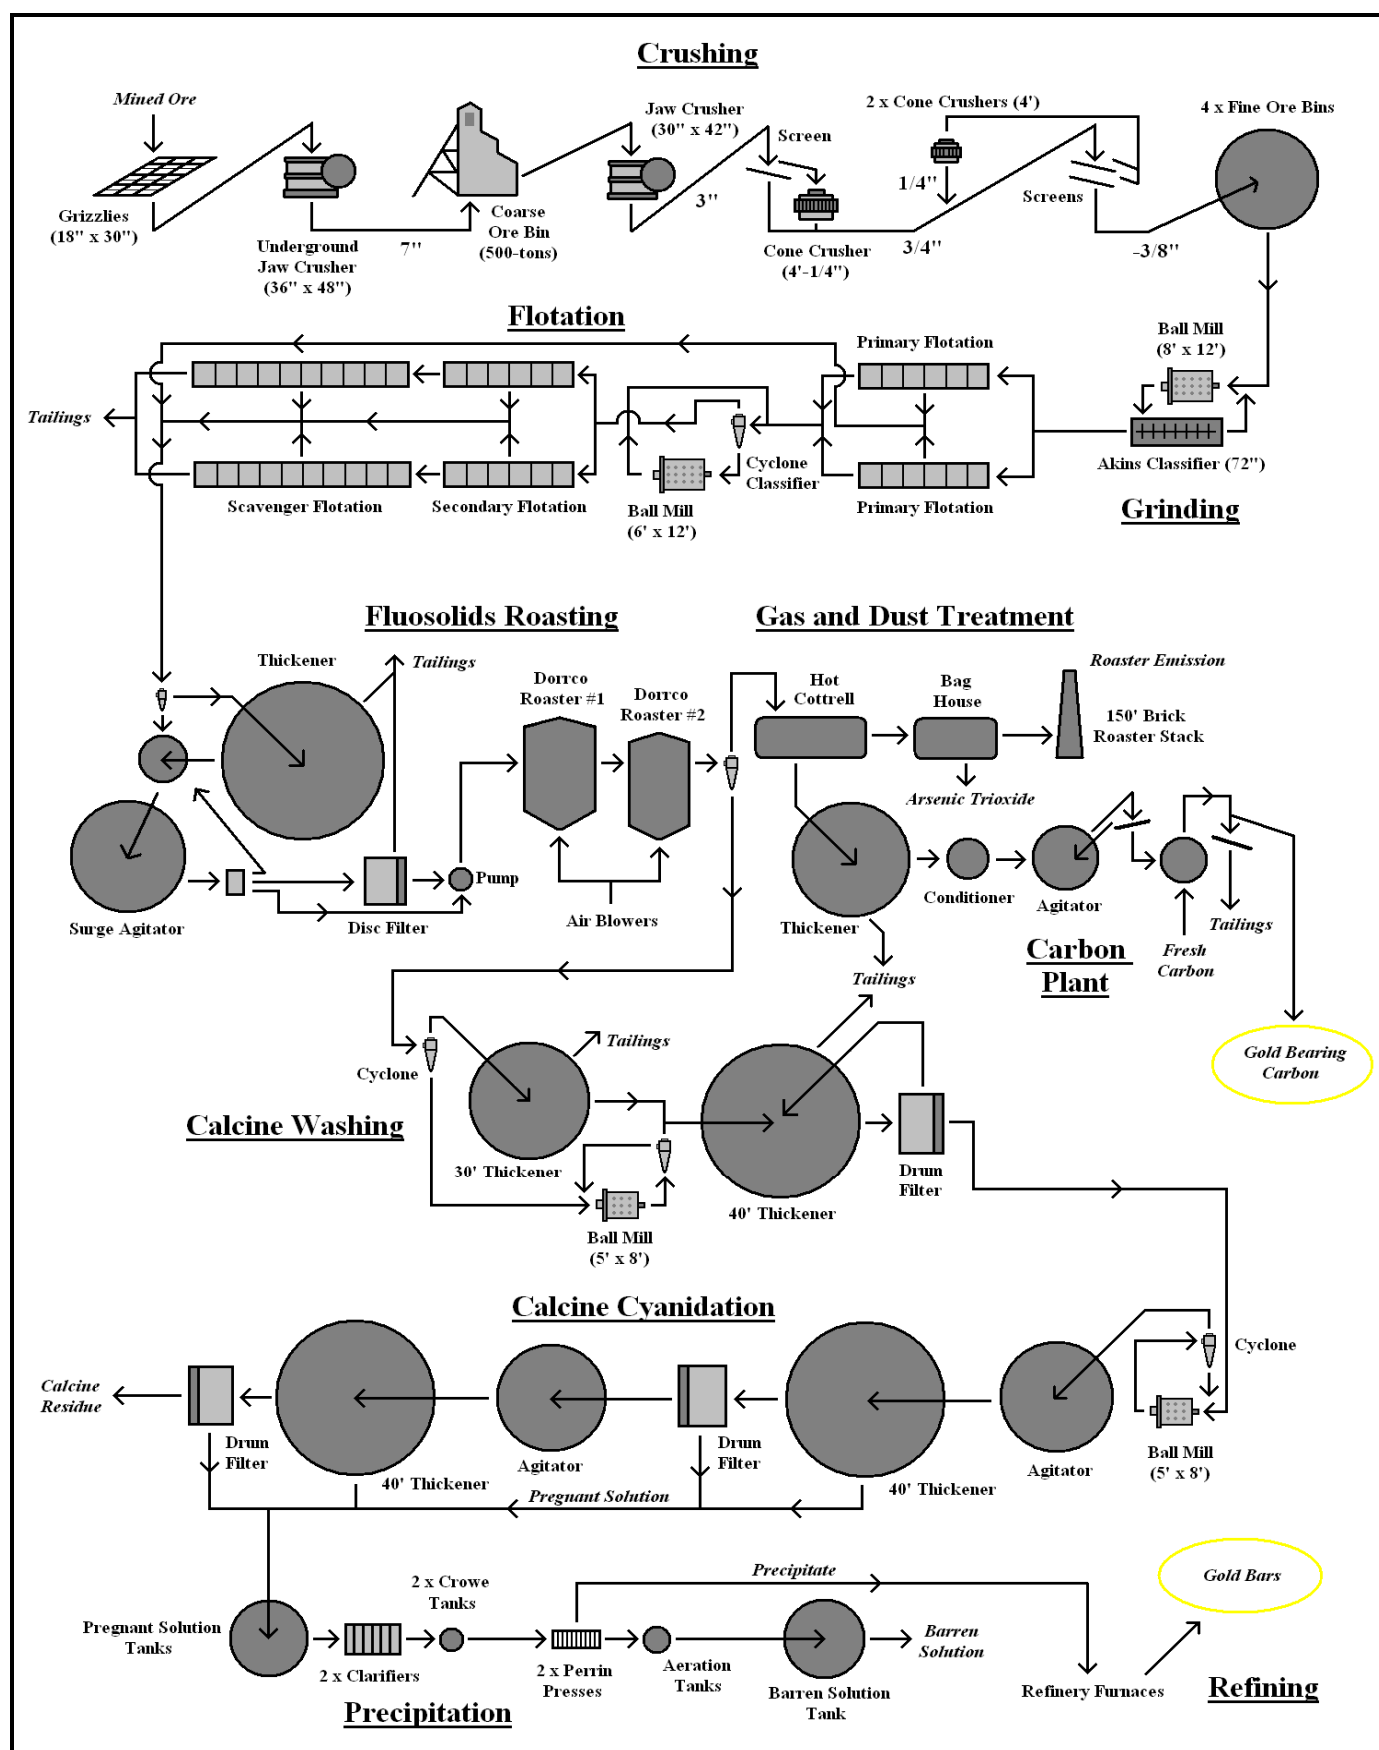 Crushing
Mined Ore
Grizzlies
(18" x 30")
Underground
Jaw Crusher
(36" x 48")
7"
Coarse
Ore Bin
(500-tons)
Jaw Crusher
(30" x 42")
3"
Screen
Cone Crusher
(4'-1/4")
2 x Cone Crushers (4')
1/4"
3/4"
Screens
-3/8"
4 x Fine Ore Bins
Flotation
Ball Mill
(8' x 12')
Akins Classifier (72")
Grinding
Primary Flotation
Primary Flotation
Cyclone
Classifier
Ball Mill
(6' x 12')
Secondary Flotation
Scavenger Flotation
Tailings
Fluosolids Roasting
Thickener
Tailings
Surge Agitator
Disc Filter
Pump
Dorrco
Roaster #1
Dorrco
Roaster #2
Air Blowers
Gas and Dust Treatment
Hot
Cottrell
Bag
House
Roaster Emission
150' Brick
Roaster Stack
Arsenic Trioxide
Thickener
Conditioner
Agitator
Tailings
Fresh
Carbon
Carbon
Plant
Tailings
Gold Bearing
Carbon
Cyclone
Tailings
Calcine Washing
30' Thickener
Ball Mill
(5' x 8')
40' Thickener
Drum
Filter
Calcine Cyanidation
Cyclone
Ball Mill
(5' x 8')
Agitator
40' Thickener
Drum
Filter
Agitator
40' Thickener
Drum
Filter
Calcine
Residue
Pregnant Solution
Pregnant Solution
Tanks
2 x Clarifiers
2 x Crowe
Tanks
2 x Perrin
Presses
Precipitate
Aeration
Tanks
Barren Solution
Tank
Barren
Solution
Refinery Furnaces
Gold Bars
Precipitation
Refining